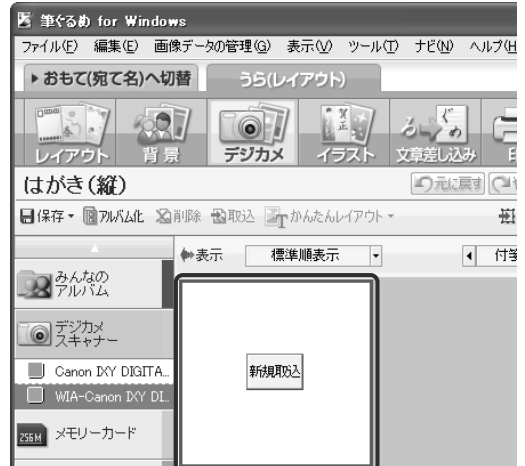 筆ぐるめ for Windows
ファイル(F) 編集(E) 画像データの管理(G) 表示(V) ツール(T) ナビ(N) ヘルプ(H
おもて(宛て名)へ切替 うら(レイアウト)
レイアウト 背景 デジカメ イラスト 文章差し込み
はがき(縦) 元に戻す
保存 アルバム化 削除 取込 かんたんレイアウト
表示 標準順表示 付箋
みんなの
アルバム
デジカメ
スキャナー
Canon IXY DIGITA...
WIA-Canon IXY DI...
新規取込
256M メモリーカード